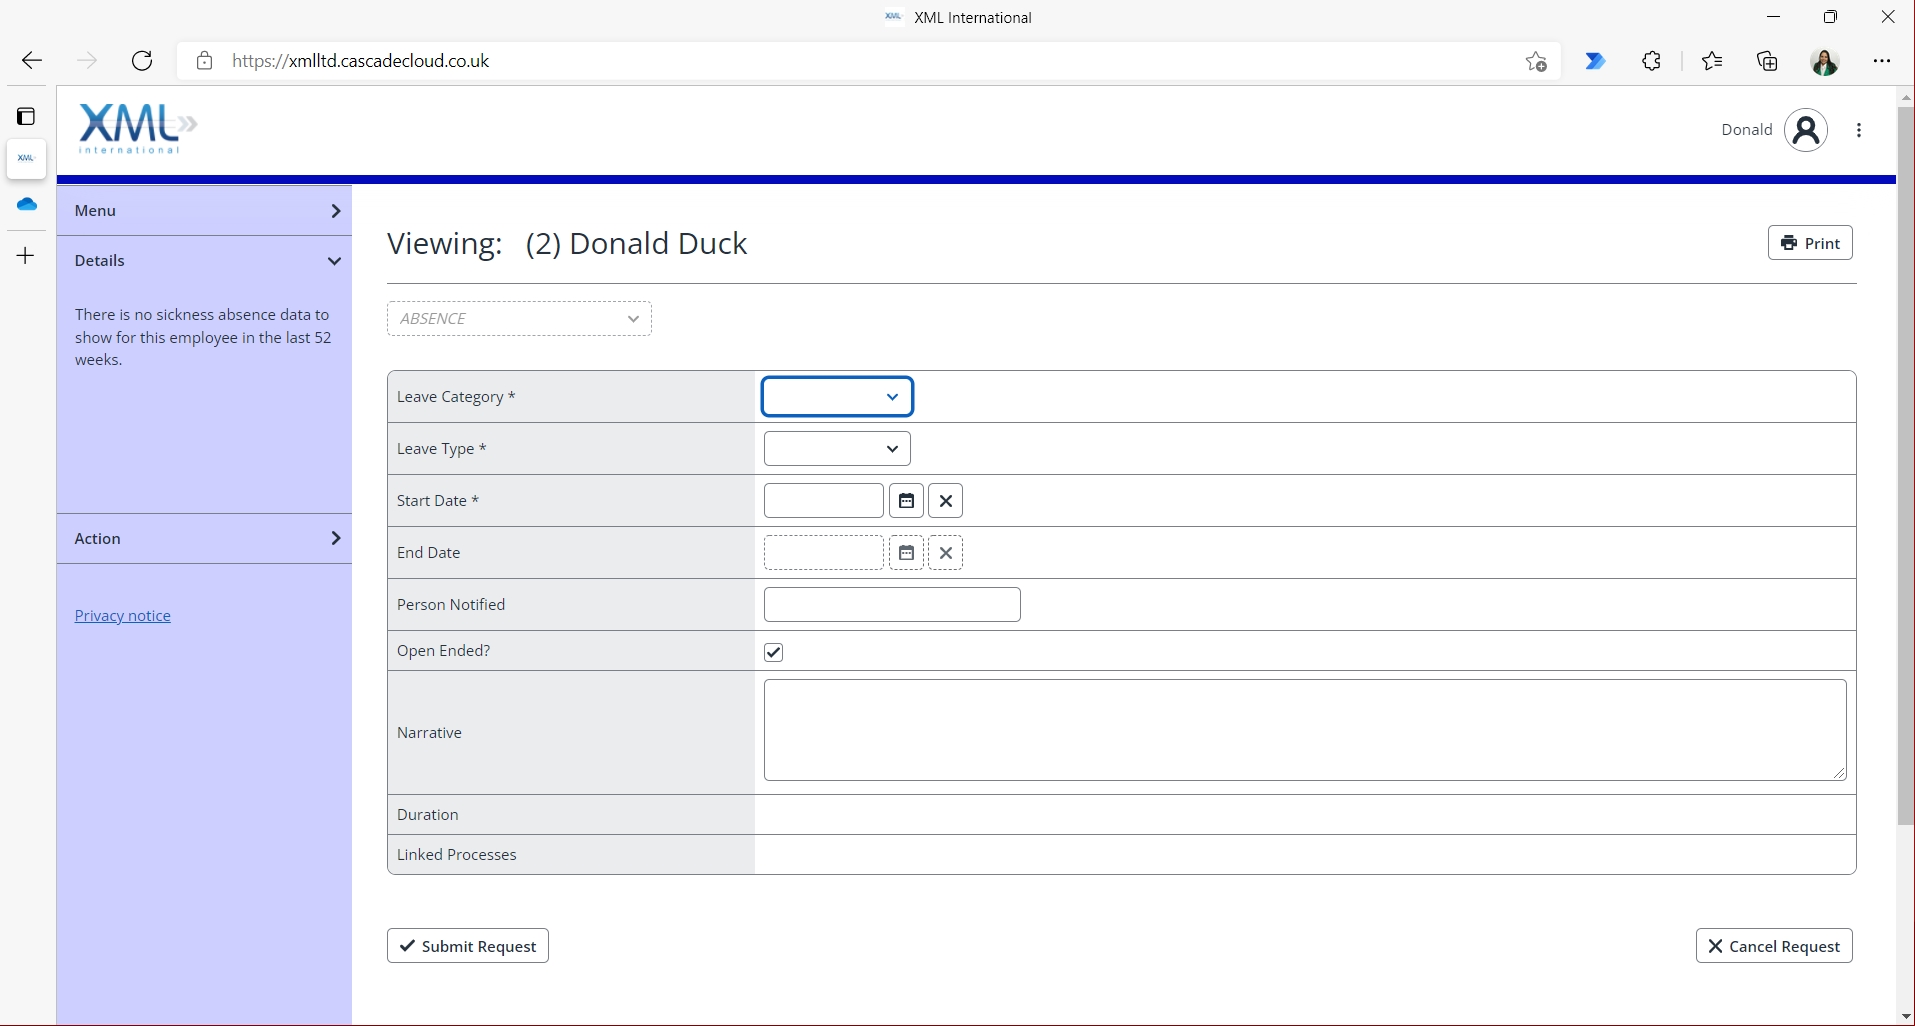 XML International
https://xmlltd.cascadecloud.co.uk
XML
international
Donald
XML
Menu
Details
There is no sickness absence data to
show for this employee in the last 52
weeks.
Action
Privacy notice
Viewing: (2) Donald Duck
Print
ABSENCE
Leave Category *
Leave Type *
Start Date *
End Date
Person Notified
Open Ended?
Narrative
Duration
Linked Processes
Submit Request
Cancel Request